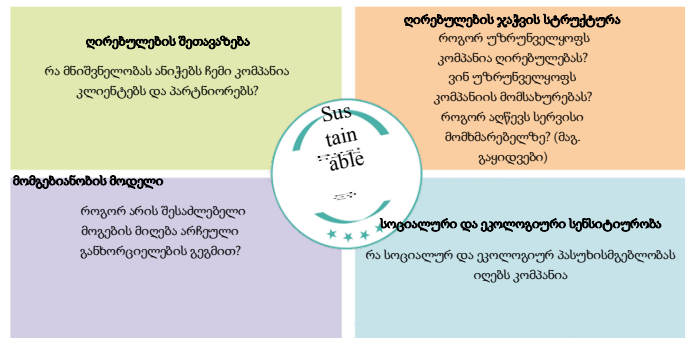 ღირებულების შეთავაზება
რა მნიშვნელობას ანიჭებს ჩემი კომპანია
კლიენტებს და პარტნიორებს?
ღირებულების ჯაჭვის სტრუქტურა
როგორ უზრუნველყოფს
კომპანია ღირებულებას?
ვინ უზრუნველყოფს
კომპანიის მომსახურებას?
როგორ აღწევს სერვისი
მომხმარებელზე? (მაგ.
გაყიდვები)
Sus
tain
able
მომგებიანობის მოდელი
როგორ არის შესაძლებელი
მოგების მიღება არჩეული
განხორციელების გეგმით?
სოციალური და ეკოლოგიური სენსიტიურობა
რა სოციალურ და ეკოლოგიურ პასუხისმგებლობას
იღებს კომპანია